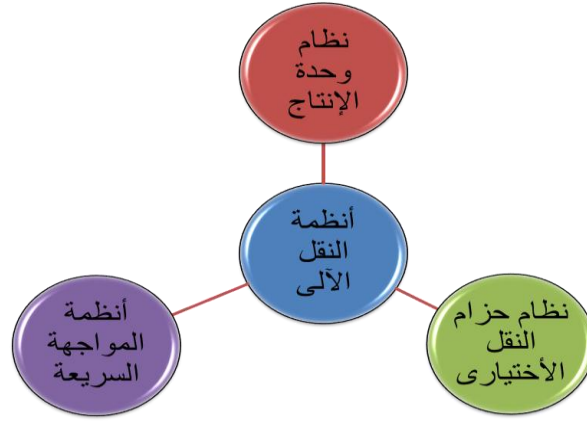 نظام
وحدة
الإنتاج
أنظمة
النقل
الآلى
نظام حزام
النقل
الأختيارى
أنظمة
المواجهة
السريعة